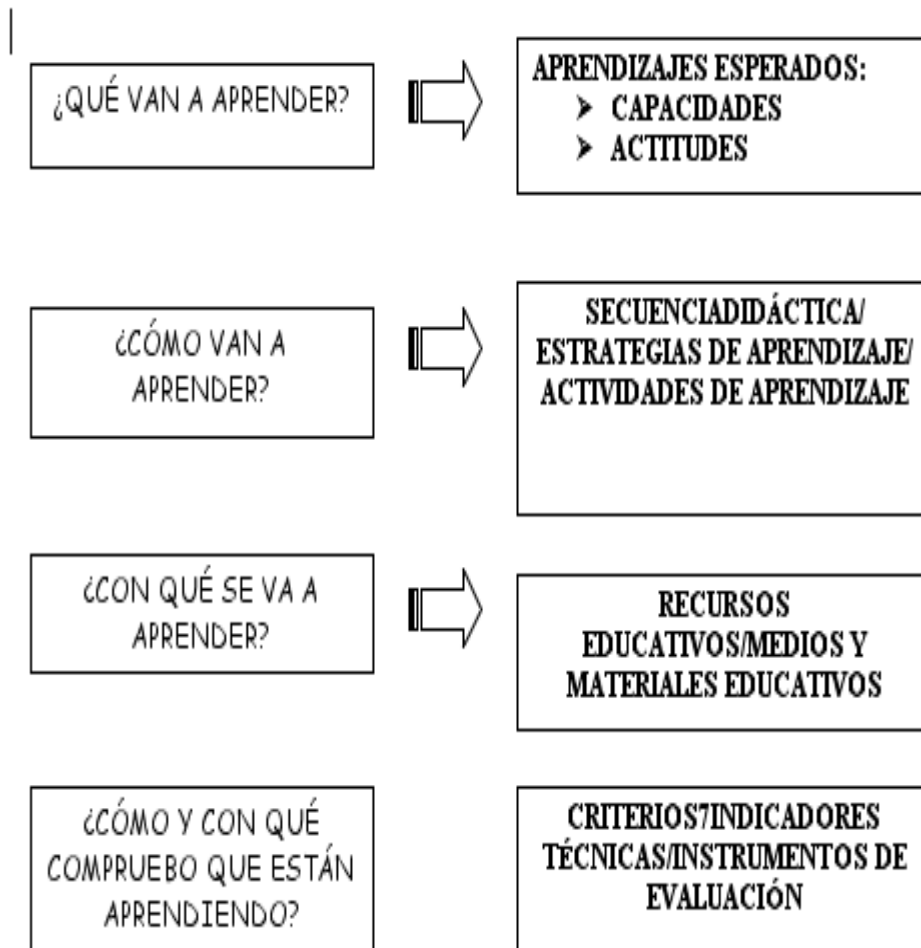 ¿QUÉ VAN A APRENDER?
APRENDIZAJES ESPERADOS:
➤ CAPACIDADES
➤ ACTITUDES
¿CÓMO VAN A
APRENDER?
SECUENCIADIDÁCTICA/
ESTRATEGIAS DE APRENDIZAJE/
ACTIVIDADES DE APRENDIZAJE
¿CON QUÉ SE VA A
APRENDER?
RECURSOS
EDUCATIVOS/MEDIOS Y
MATERIALES EDUCATIVOS
¿CÓMO Y CON QUÉ
COMPRUEBO QUE ESTÁN
APRENDIENDO?
CRITERIOS7INDICADORES
TÉCNICAS/INSTRUMENTOS DE
EVALUACIÓN